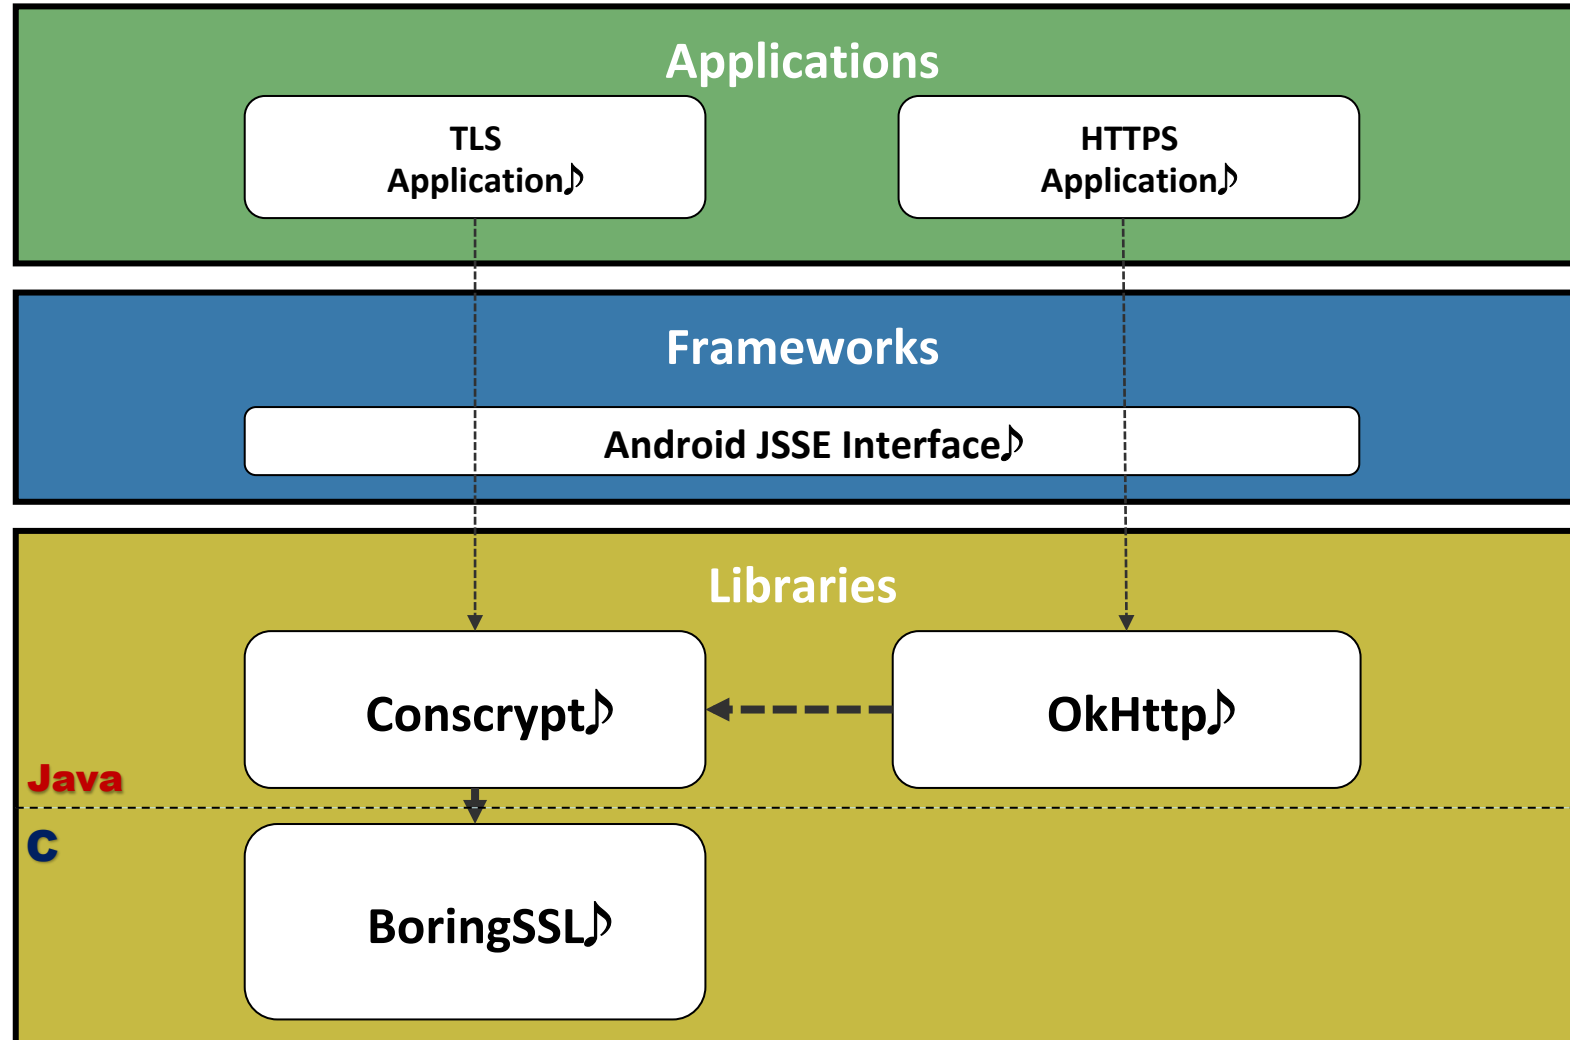 Applications
TLS
Application♪
HTTPS
Application♪
Frameworks
Android JSSE Interface♪
Libraries
Conscrypt♪
OkHttp♪
Java
C
BoringSSL♪